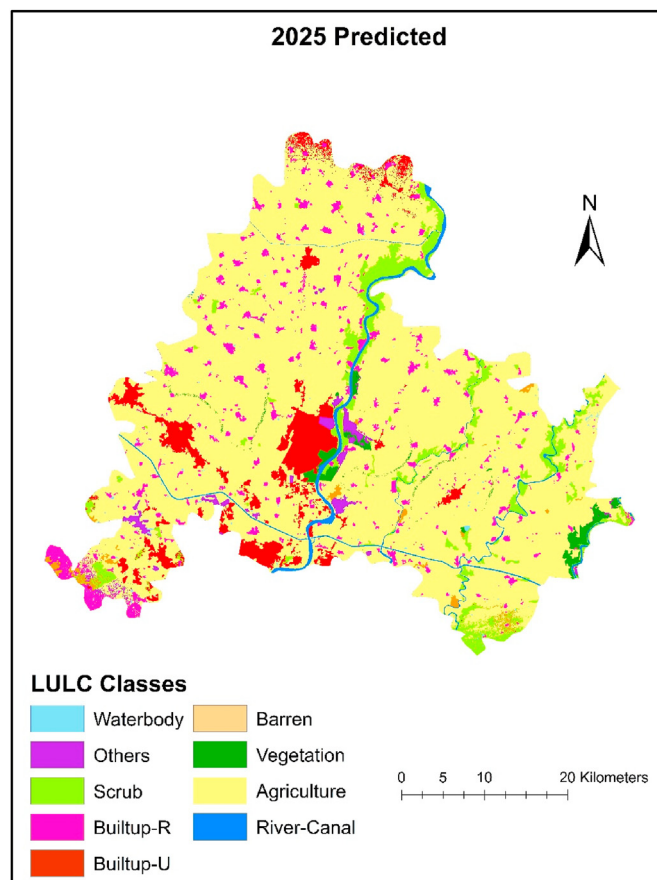 2025 Predicted
N
LULC Classes
Waterbody
Others
Scrub
Builtup-R
Builtup-U
Barren
Vegetation
Agriculture
River-Canal
0 5 10 20 Kilometers